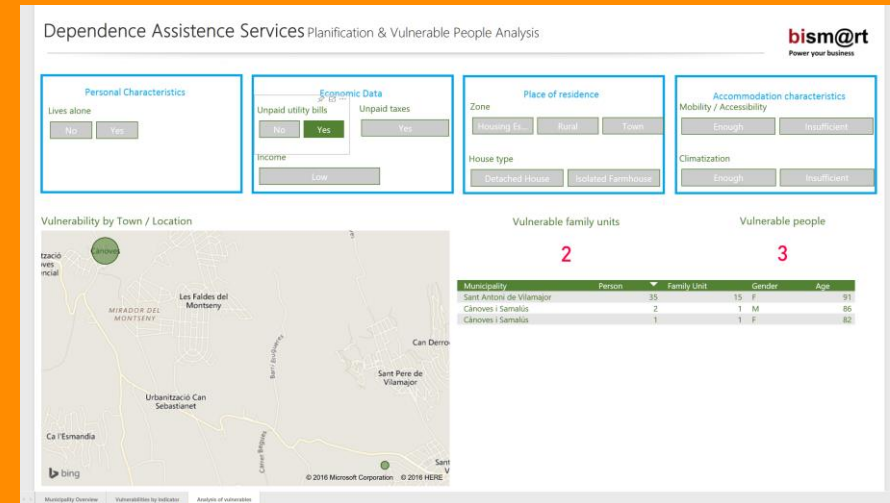 Dependence Assistence Services Planification & Vulnerable People Analysis
bism@rt
Power your business
Personal Characteristics
Lives alone
No Yes
Economic Data
Unpaid utility bills Unpaid taxes
No Yes Yes
Income
Low
Place of residence
Zone
Housing Es... Rural Town
House type
Detached House Isolated Farmhouse
Accommodation characteristics
Mobility / Accessibility
Enough Insufficient
Climatization
Enough Insufficient
Vulnerability by Town / Location
Cànoves
Les Faldes del
Montseny
MIRADOR DEL
MONTSENY
Can Derro
Sant Pere de
Vilamajor
Urbanització Can
Sebastianet
Ca l'Esmandia
Sant
bing
© 2016 Microsoft Corporation © 2016 HERE
Vulnerable family units Vulnerable people
2 3
Municipality Person Family Unit Gender Age
Sant Antoni de Vilamajor 35 15 F 91
Cànoves i Samalús 2 1 M 86
Cànoves i Samalús 1 1 F 82
Municipality Overview Vulnerabilities by Indicator Analysis of vulnerables